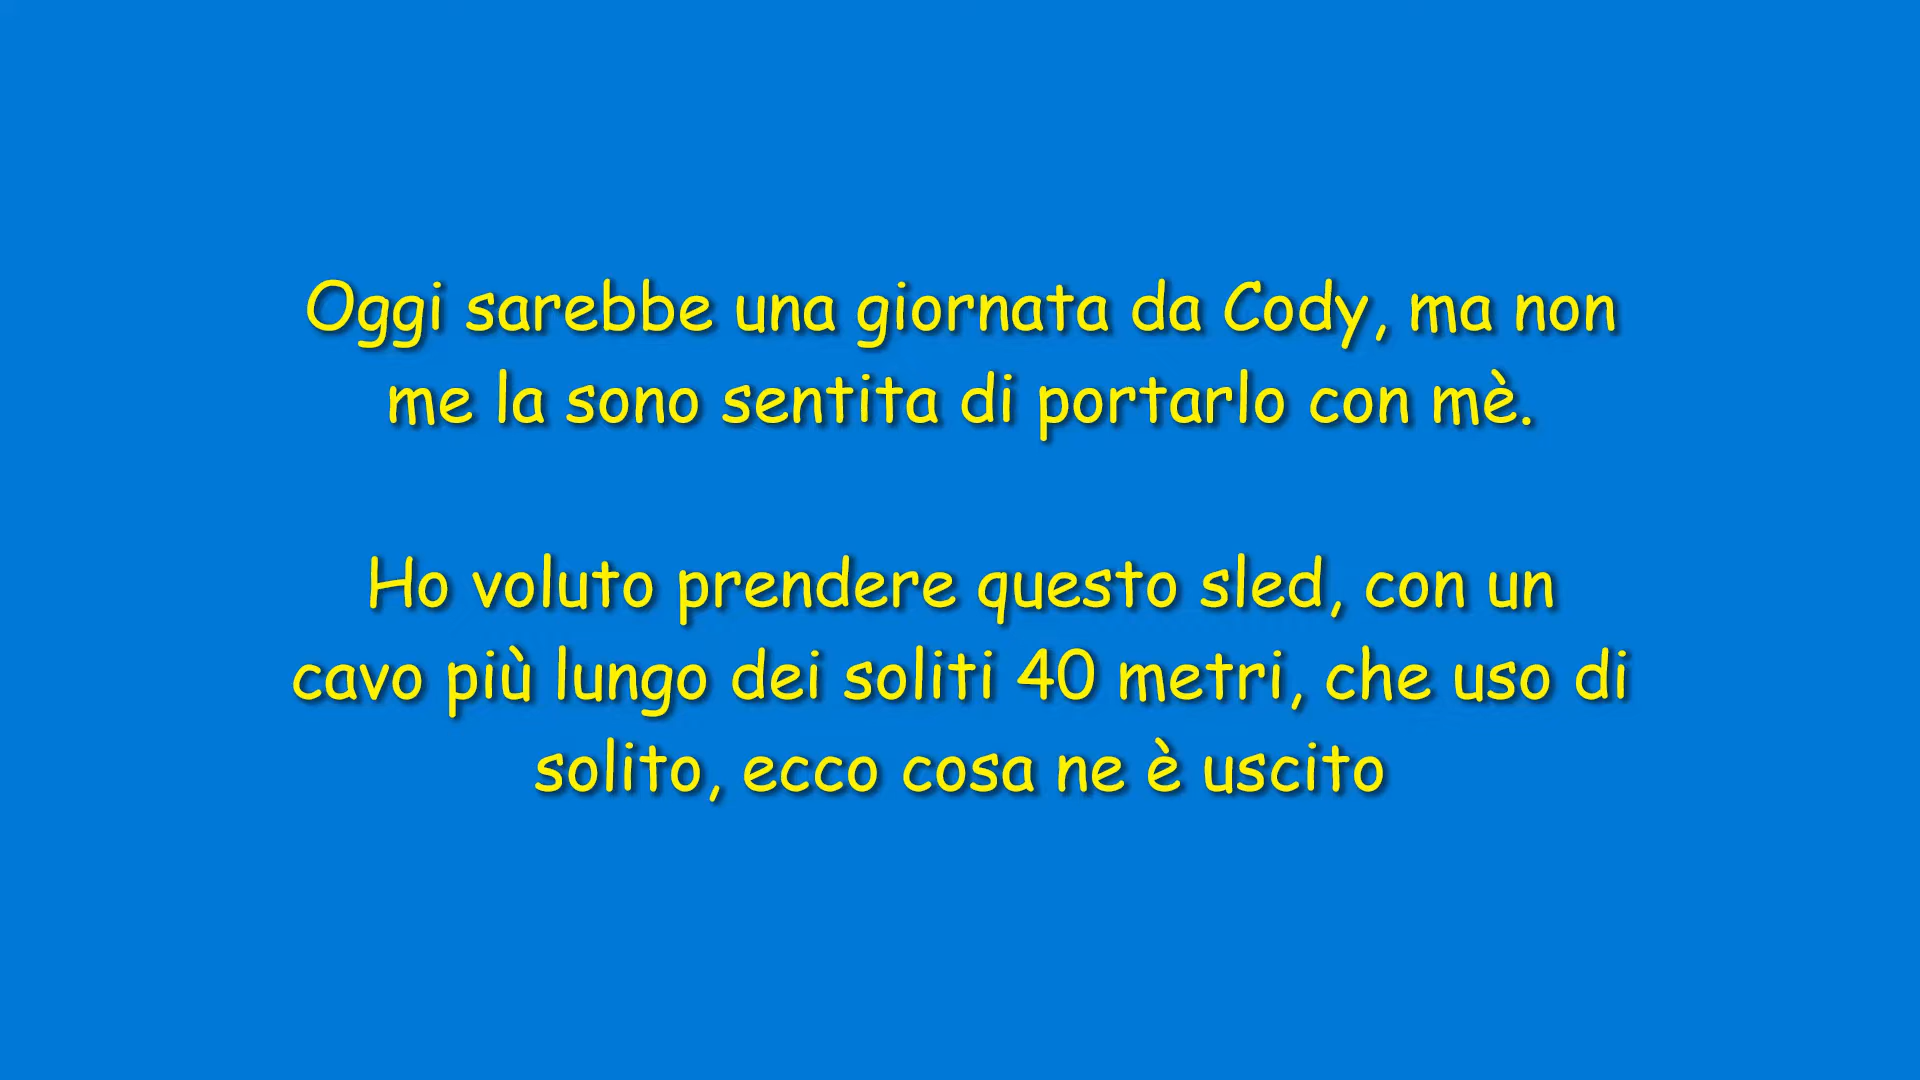 Oggi sarebbe una giornata da Cody, ma non
me la sono sentita di portarlo con mè.
Ho voluto prendere questo sled, con un
cavo più lungo dei soliti 40 metri, che uso di
solito, ecco cosa ne è uscito